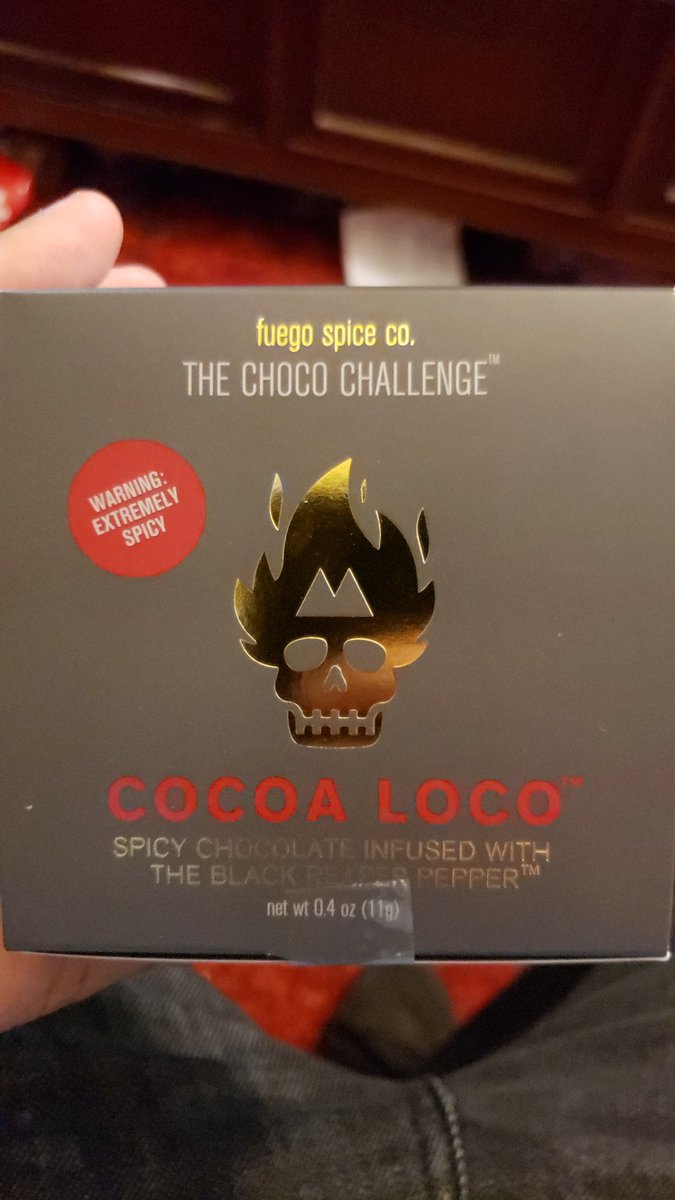 fuego spice co.
THE CHOCO CHALLENGE™
WARNING:
EXTREMELY
SPICY
COCOA LOCO™
SPICY CHOCOLATE INFUSED WITH
THE BLACK REAPER PEPPER™
net wt 0.4 oz (11g)